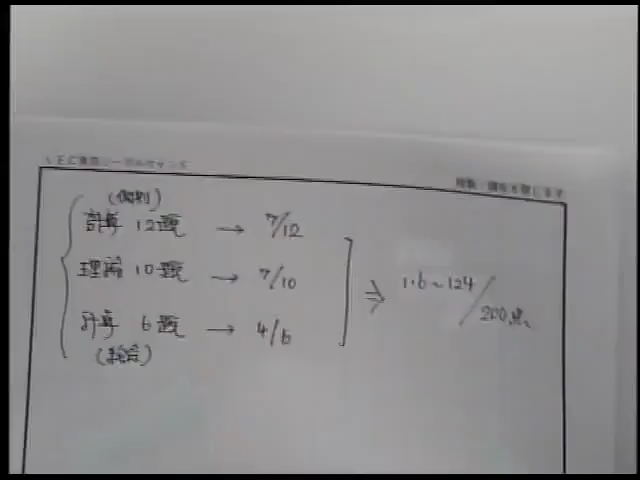 (個別)
計算 12題 → 7/12
理論 10題 → 7/10
計算 6題 → 4/6
(総合)
⇒ 116~124/200点